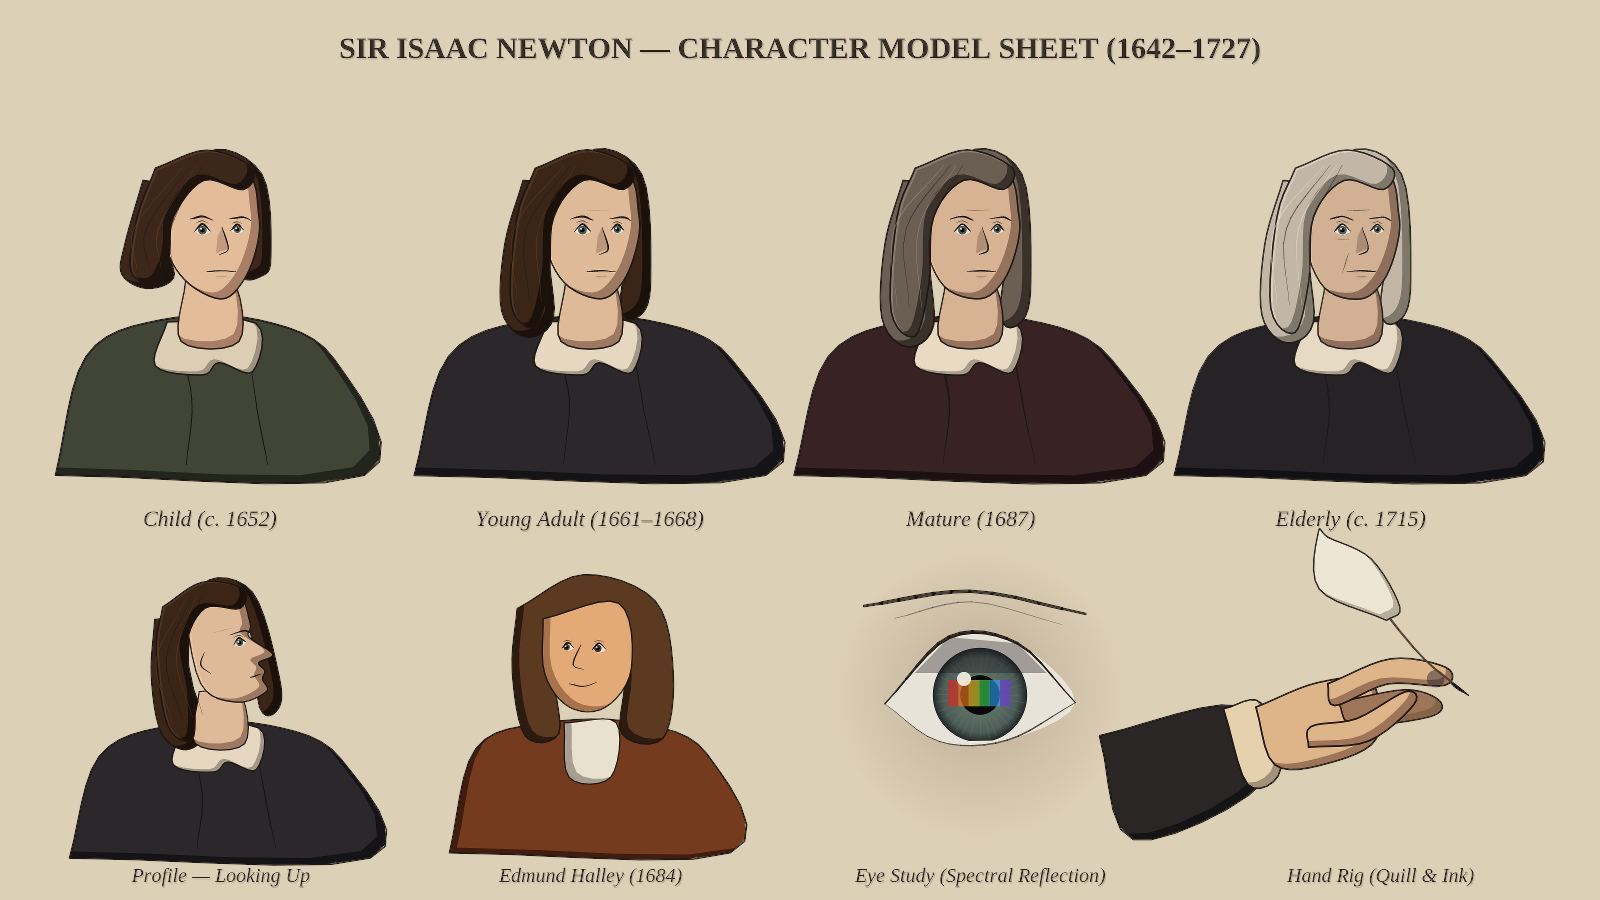 SIR ISAAC NEWTON — CHARACTER MODEL SHEET (1642–1727)
Child (c. 1652)
Young Adult (1661–1668)
Mature (1687)
Elderly (c. 1715)
Profile — Looking Up
Edmund Halley (1684)
Eye Study (Spectral Reflection)
Hand Rig (Quill & Ink)